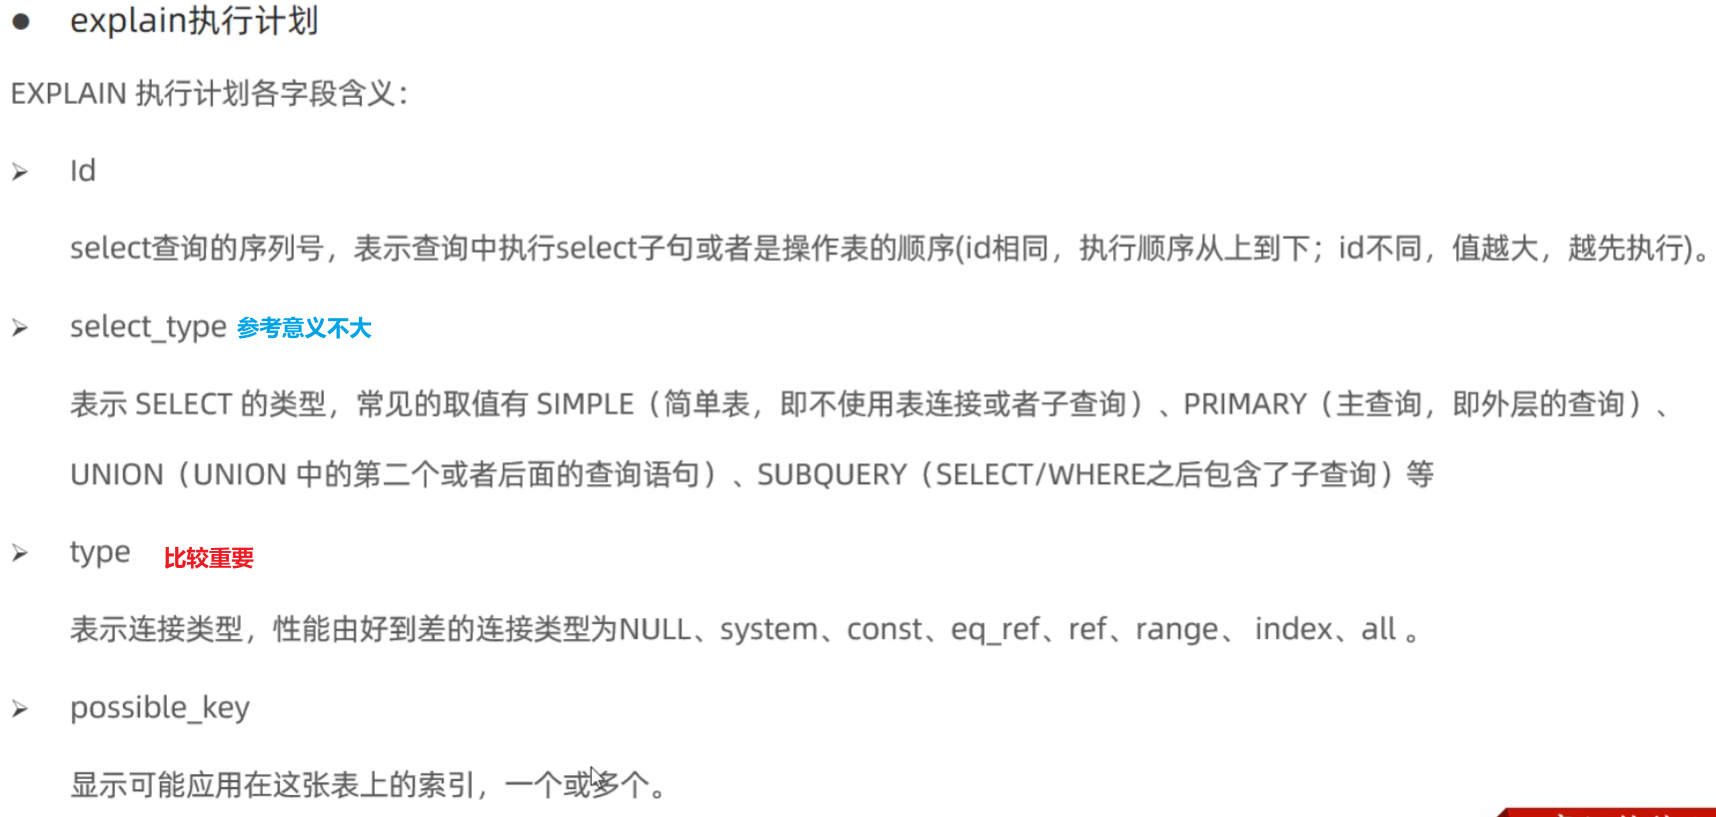 explain执行计划
EXPLAIN 执行计划各字段含义：
Id
select查询的序列号，表示查询中执行select子句或者是操作表的顺序(id相同，执行顺序从上到下；id不同，值越大，越先执行)。
select_type 参考意义不大
表示 SELECT 的类型，常见的取值有 SIMPLE（简单表，即不使用表连接或者子查询）、PRIMARY（主查询，即外层的查询）、
UNION（UNION 中的第二个或者后面的查询语句）、SUBQUERY（SELECT/WHERE之后包含了子查询）等
type 比较重要
表示连接类型，性能由好到差的连接类型为NULL、system、const、eq_ref、ref、range、 index、all 。
possible_key
显示可能应用在这张表上的索引，一个或多个。